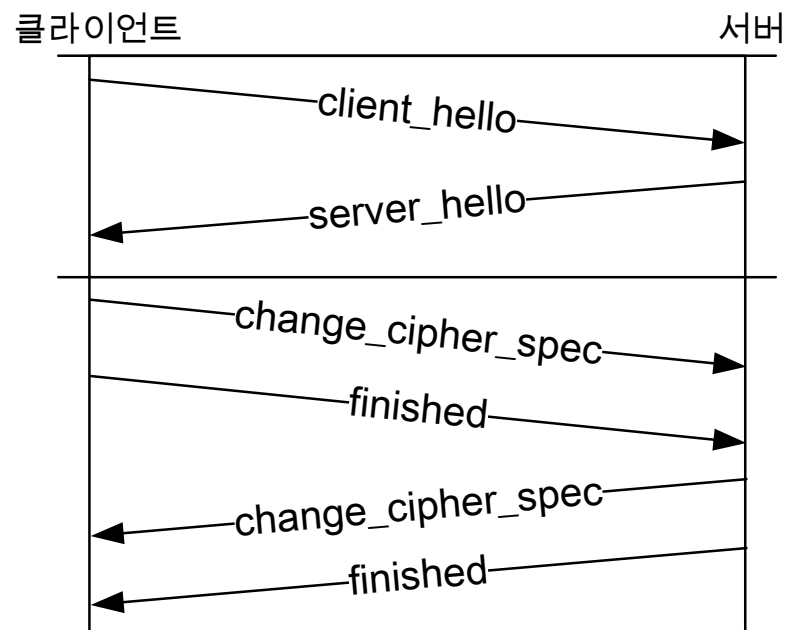 클라이언트 서버
client_hello
server_hello
change_cipher_spec
finished
change_cipher_spec
finished